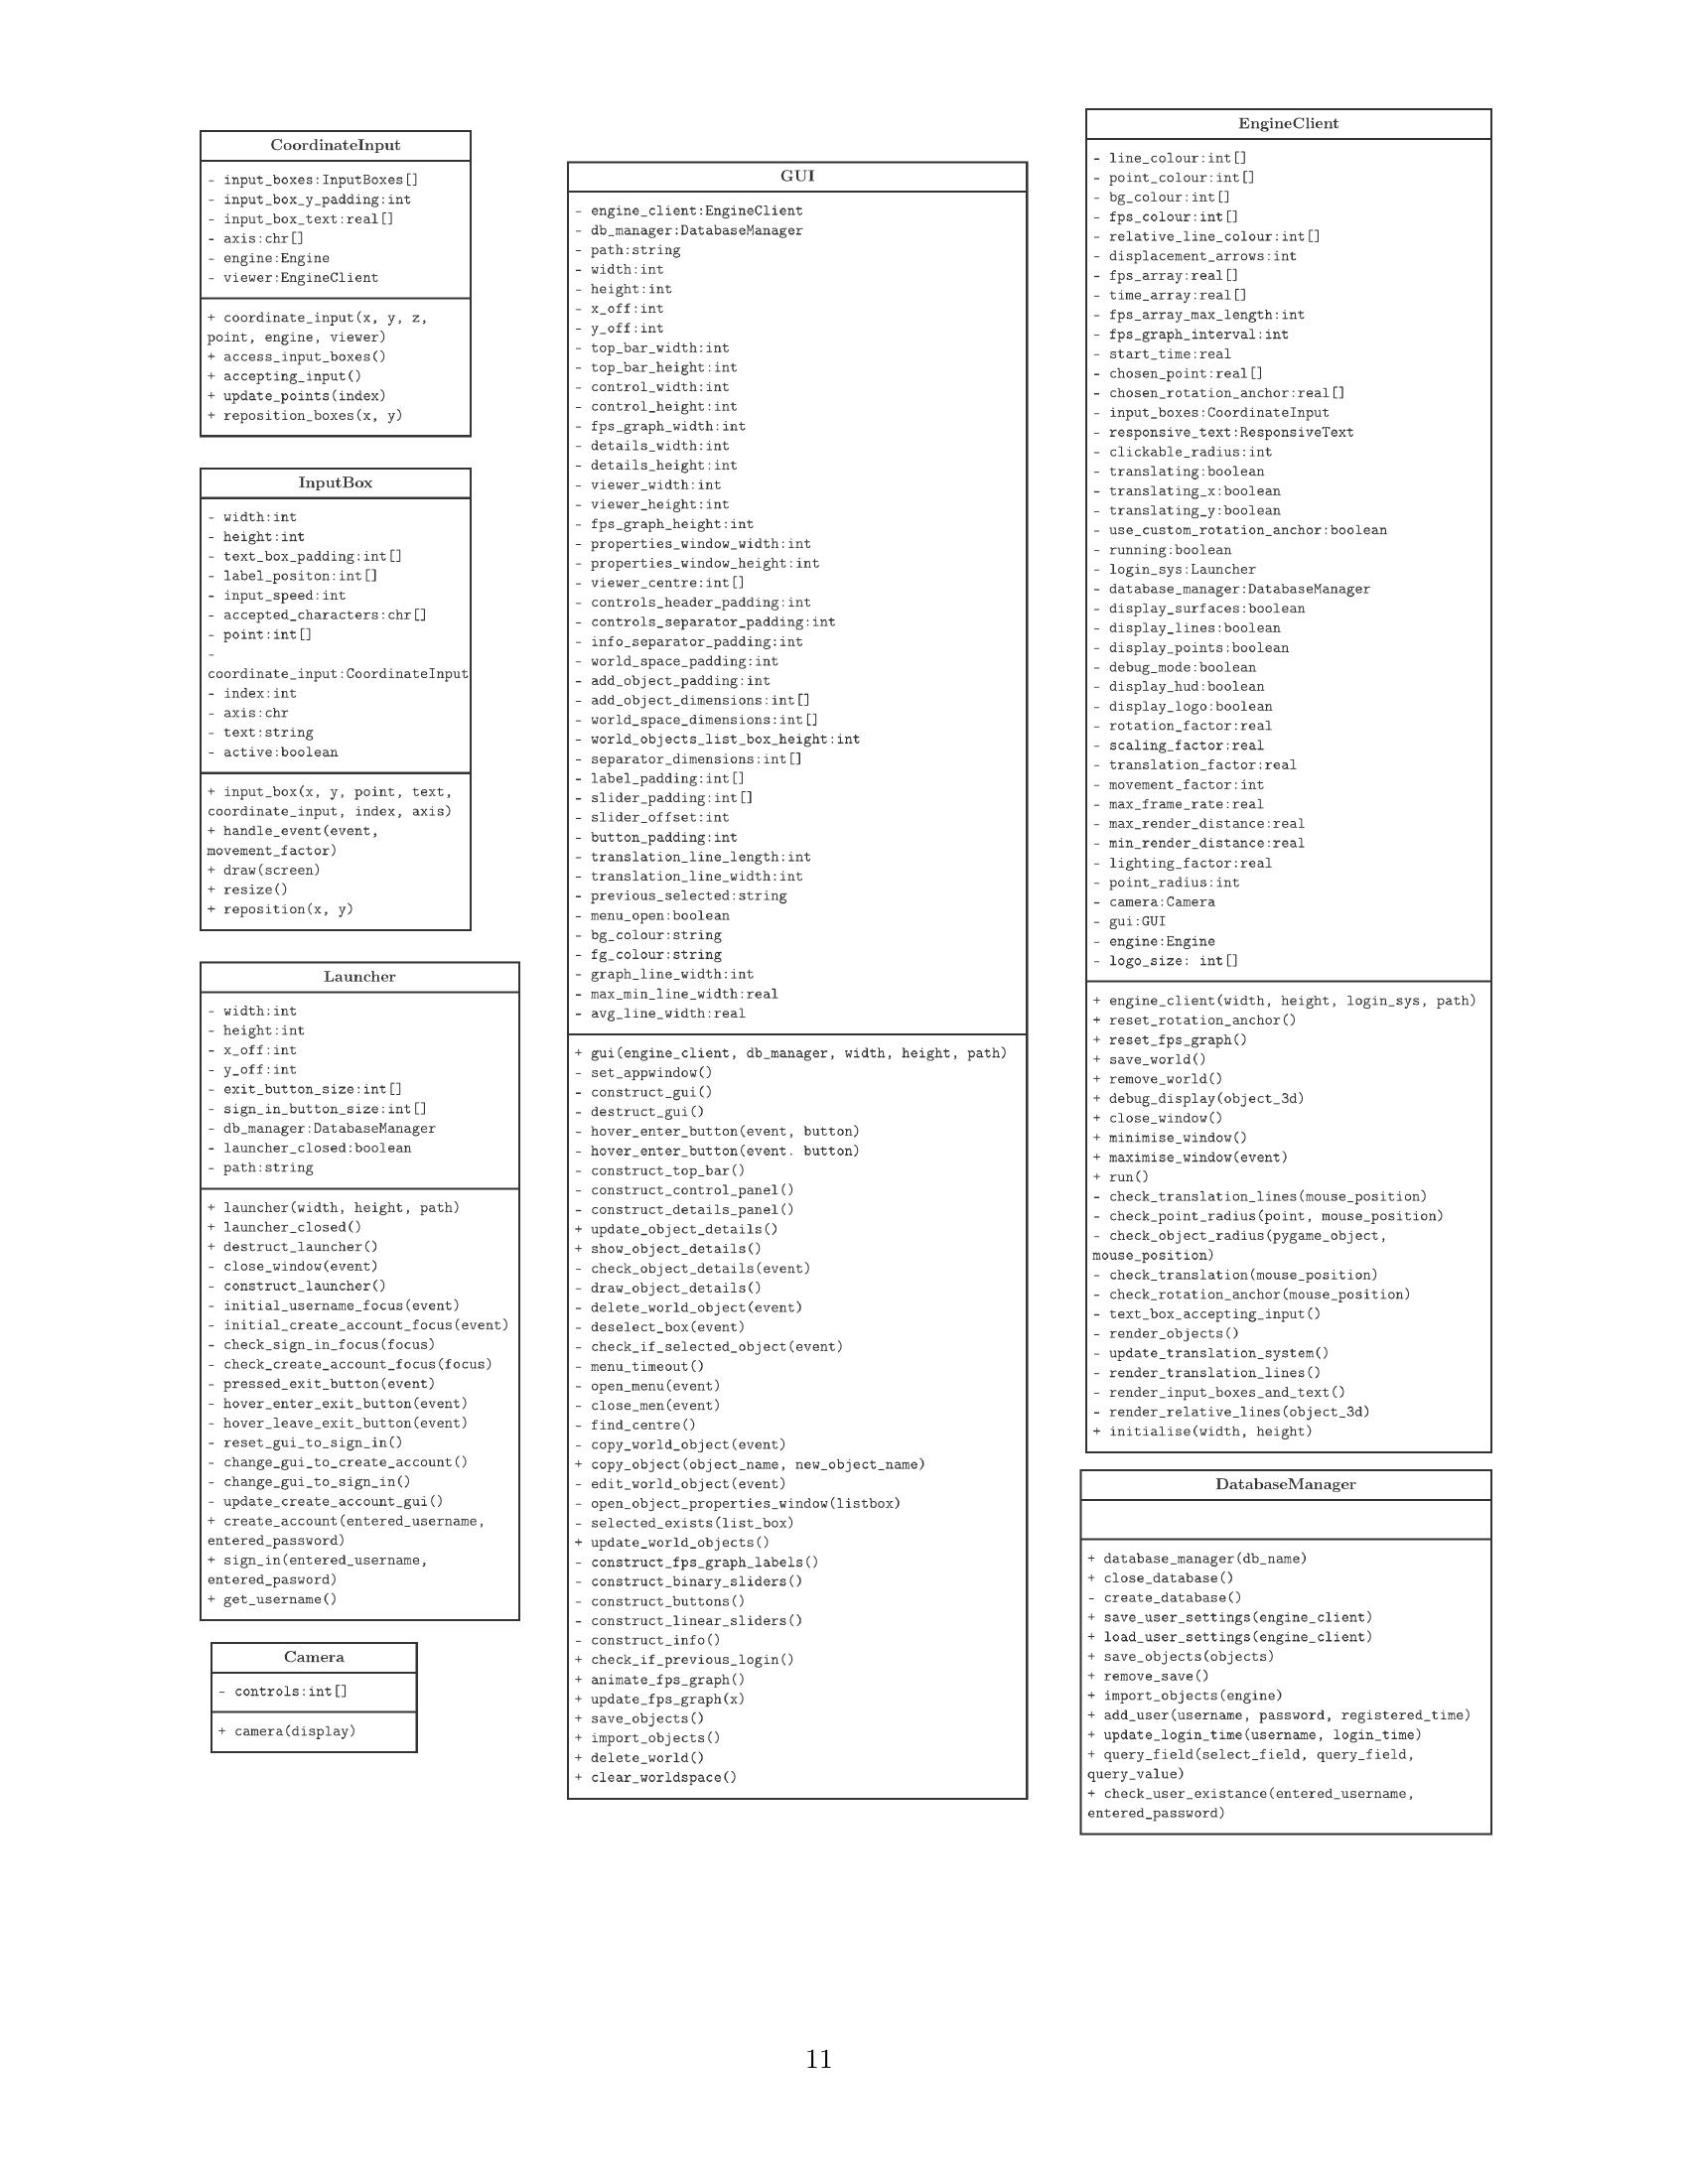 CoordinateInput
- input_boxes:InputBoxes[]
- input_box_y_padding:int
- input_box_text:real[]
- axis:chr[]
- engine:Engine
- viewer:EngineClient
+ coordinate_input(x, y, z,
point, engine, viewer)
+ access_input_boxes()
+ accepting_input()
+ update_points(index)
+ reposition_boxes(x, y)
InputBox
- width:int
- height:int
- text_box_padding:int[]
- label_positon:int[]
- input_speed:int
- accepted_characters:chr[]
- point:int[]
-
coordinate_input:CoordinateInput
- index:int
- axis:chr
- text:string
- active:boolean
+ input_box(x, y, point, text,
coordinate_input, index, axis)
+ handle_event(event,
movement_factor)
+ draw(screen)
+ resize()
+ reposition(x, y)
Launcher
- width:int
- height:int
- x_off:int
- y_off:int
- exit_button_size:int[]
- sign_in_button_size:int[]
- db_manager:DatabaseManager
- launcher_closed:boolean
- path:string
+ launcher(width, height, path)
+ launcher_closed()
+ destruct_launcher()
- close_window(event)
- construct_launcher()
- initial_username_focus(event)
- initial_create_account_focus(event)
- check_sign_in_focus(focus)
- check_create_account_focus(focus)
- pressed_exit_button(event)
- hover_enter_exit_button(event)
- hover_leave_exit_button(event)
- reset_gui_to_sign_in()
- change_gui_to_create_account()
- change_gui_to_sign_in()
- update_create_account_gui()
+ create_account(entered_username,
entered_password)
+ sign_in(entered_username,
entered_pasword)
+ get_username()
Camera
- controls:int[]
+ camera(display)
GUI
- engine_client:EngineClient
- db_manager:DatabaseManager
- path:string
- width:int
- height:int
- x_off:int
- y_off:int
- top_bar_width:int
- top_bar_height:int
- control_width:int
- control_height:int
- fps_graph_width:int
- details_width:int
- details_height:int
- viewer_width:int
- viewer_height:int
- fps_graph_height:int
- properties_window_width:int
- properties_window_height:int
- viewer_centre:int[]
- controls_header_padding:int
- controls_separator_padding:int
- info_separator_padding:int
- world_space_padding:int
- add_object_padding:int
- add_object_dimensions:int[]
- world_space_dimensions:int[]
- world_objects_list_box_height:int
- separator_dimensions:int[]
- label_padding:int[]
- slider_padding:int[]
- slider_offset:int
- button_padding:int
- translation_line_length:int
- translation_line_width:int
- previous_selected:string
- menu_open:boolean
- bg_colour:string
- fg_colour:string
- graph_line_width:int
- max_min_line_width:real
- avg_line_width:real
+ gui(engine_client, db_manager, width, height, path)
- set_appwindow()
- construct_gui()
- destruct_gui()
- hover_enter_button(event, button)
- hover_enter_button(event. button)
- construct_top_bar()
- construct_control_panel()
- construct_details_panel()
+ update_object_details()
+ show_object_details()
- check_object_details(event)
- draw_object_details()
- delete_world_object(event)
- deselect_box(event)
- check_if_selected_object(event)
- menu_timeout()
- open_menu(event)
- close_men(event)
- find_centre()
- copy_world_object(event)
+ copy_object(object_name, new_object_name)
- edit_world_object(event)
- open_object_properties_window(listbox)
- selected_exists(list_box)
+ update_world_objects()
- construct_fps_graph_labels()
- construct_binary_sliders()
- construct_buttons()
- construct_linear_sliders()
- construct_info()
+ check_if_previous_login()
+ animate_fps_graph()
+ update_fps_graph(x)
+ save_objects()
+ import_objects()
+ delete_world()
+ clear_worldspace()
EngineClient
- line_colour:int[]
- point_colour:int[]
- bg_colour:int[]
- fps_colour:int[]
- relative_line_colour:int[]
- displacement_arrows:int
- fps_array:real[]
- time_array:real[]
- fps_array_max_length:int
- fps_graph_interval:int
- start_time:real
- chosen_point:real[]
- chosen_rotation_anchor:real[]
- input_boxes:CoordinateInput
- responsive_text:ResponsiveText
- clickable_radius:int
- translating:boolean
- translating_x:boolean
- translating_y:boolean
- use_custom_rotation_anchor:boolean
- running:boolean
- login_sys:Launcher
- database_manager:DatabaseManager
- display_surfaces:boolean
- display_lines:boolean
- display_points:boolean
- debug_mode:boolean
- display_hud:boolean
- display_logo:boolean
- rotation_factor:real
- scaling_factor:real
- translation_factor:real
- movement_factor:int
- max_frame_rate:real
- max_render_distance:real
- min_render_distance:real
- lighting_factor:real
- point_radius:int
- camera:Camera
- gui:GUI
- engine:Engine
- logo_size: int[]
+ engine_client(width, height, login_sys, path)
+ reset_rotation_anchor()
+ reset_fps_graph()
+ save_world()
+ remove_world()
+ debug_display(object_3d)
+ close_window()
+ minimise_window()
+ maximise_window(event)
+ run()
- check_translation_lines(mouse_position)
- check_point_radius(point, mouse_position)
- check_object_radius(pygame_object,
mouse_position)
- check_translation(mouse_position)
- check_rotation_anchor(mouse_position)
- text_box_accepting_input()
- render_objects()
- update_translation_system()
- render_translation_lines()
- render_input_boxes_and_text()
- render_relative_lines(object_3d)
+ initialise(width, height)
DatabaseManager
+ database_manager(db_name)
+ close_database()
- create_database()
+ save_user_settings(engine_client)
+ load_user_settings(engine_client)
+ save_objects(objects)
+ remove_save()
+ import_objects(engine)
+ add_user(username, password, registered_time)
+ update_login_time(username, login_time)
+ query_field(select_field, query_field,
query_value)
+ check_user_existance(entered_username,
entered_password)
11